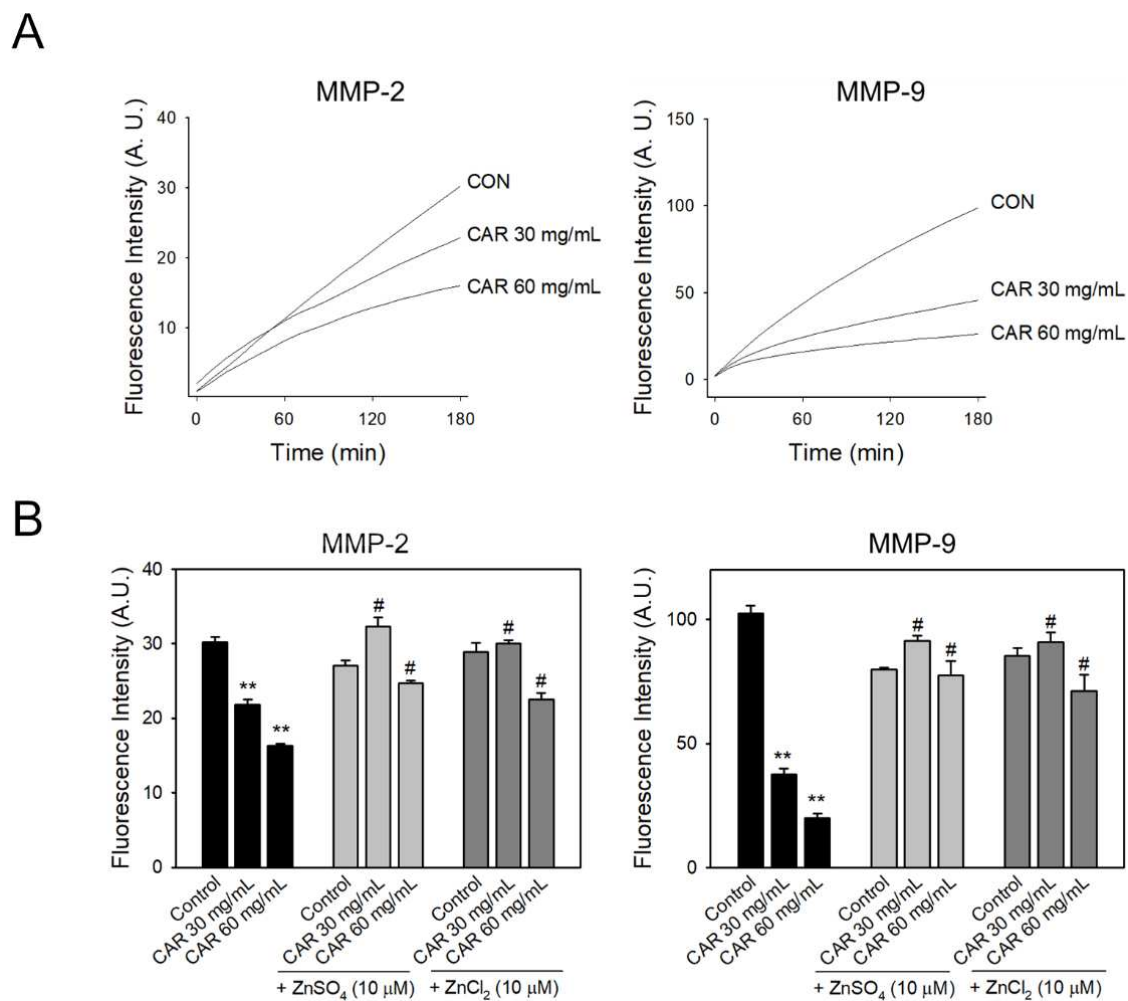 A
MMP-2
Fluorescence Intensity (A. U.)
40
30
20
10
0
60
120
180
Time (min)
CON
CAR 30 mg/mL
CAR 60 mg/mL
MMP-9
Fluorescence Intensity (A. U.)
150
100
50
0
0
60
120
180
Time (min)
CON
CAR 30 mg/mL
CAR 60 mg/mL
B
MMP-2
Fluorescence Intensity (A.U.)
40
30
20
10
0
**
**
#
#
#
#
Control
CAR 30 mg/mL
CAR 60 mg/mL
Control
CAR 30 mg/mL
CAR 60 mg/mL
Control
CAR 30 mg/mL
CAR 60 mg/mL
+ ZnSO4 (10 μM)
+ ZnCl2 (10 μM)
MMP-9
Fluorescence Intensity (A.U.)
100
50
0
**
**
#
#
#
#
Control
CAR 30 mg/mL
CAR 60 mg/mL
Control
CAR 30 mg/mL
CAR 60 mg/mL
Control
CAR 30 mg/mL
CAR 60 mg/mL
+ ZnSO4 (10 μM)
+ ZnCl2 (10 μM)